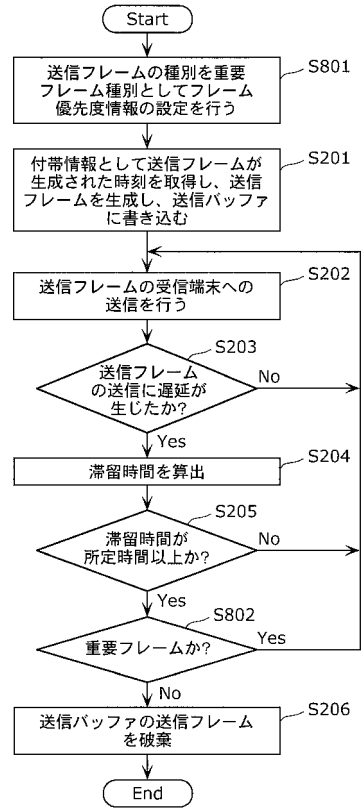 Start
送信フレームの種別を重要
フレーム種別としてフレーム
優先度情報の設定を行う
S801
付帯情報として送信フレームが
生成された時刻を取得し、送信
フレームを生成し、送信バッファ
に書き込む
S201
送信フレームの受信端末への
送信を行う
S202
送信フレーム
の送信に遅延が
生じたか?
S203
No
Yes
滞留時間を算出
S204
滞留時間が
所定時間以上か?
S205
No
Yes
重要フレームか?
S802
Yes
No
送信バッファの送信フレーム
を破棄
S206
End